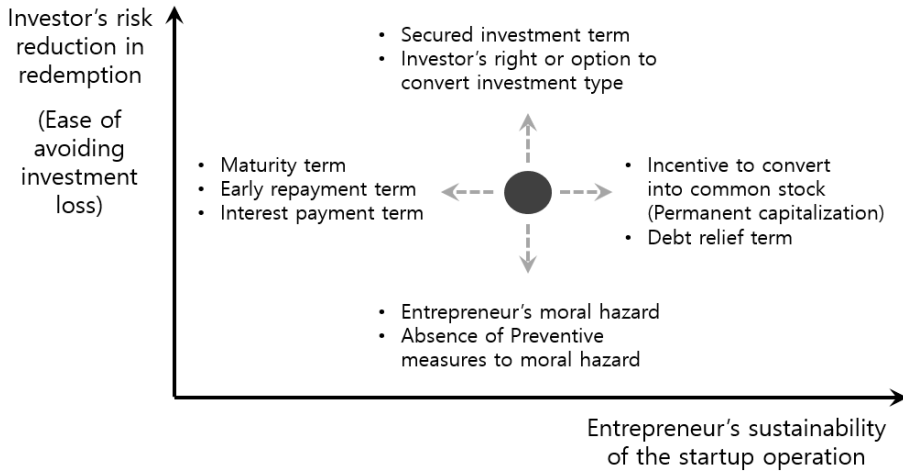 Investor's risk
reduction in
redemption
(Ease of
avoiding
investment
loss)
• Secured investment term
• Investor's right or option to
convert investment type
• Maturity term
• Early repayment term
• Interest payment term
• Incentive to convert
into common stock
(Permanent capitalization)
• Debt relief term
• Entrepreneur's moral hazard
• Absence of Preventive
measures to moral hazard
Entrepreneur's sustainability
of the startup operation